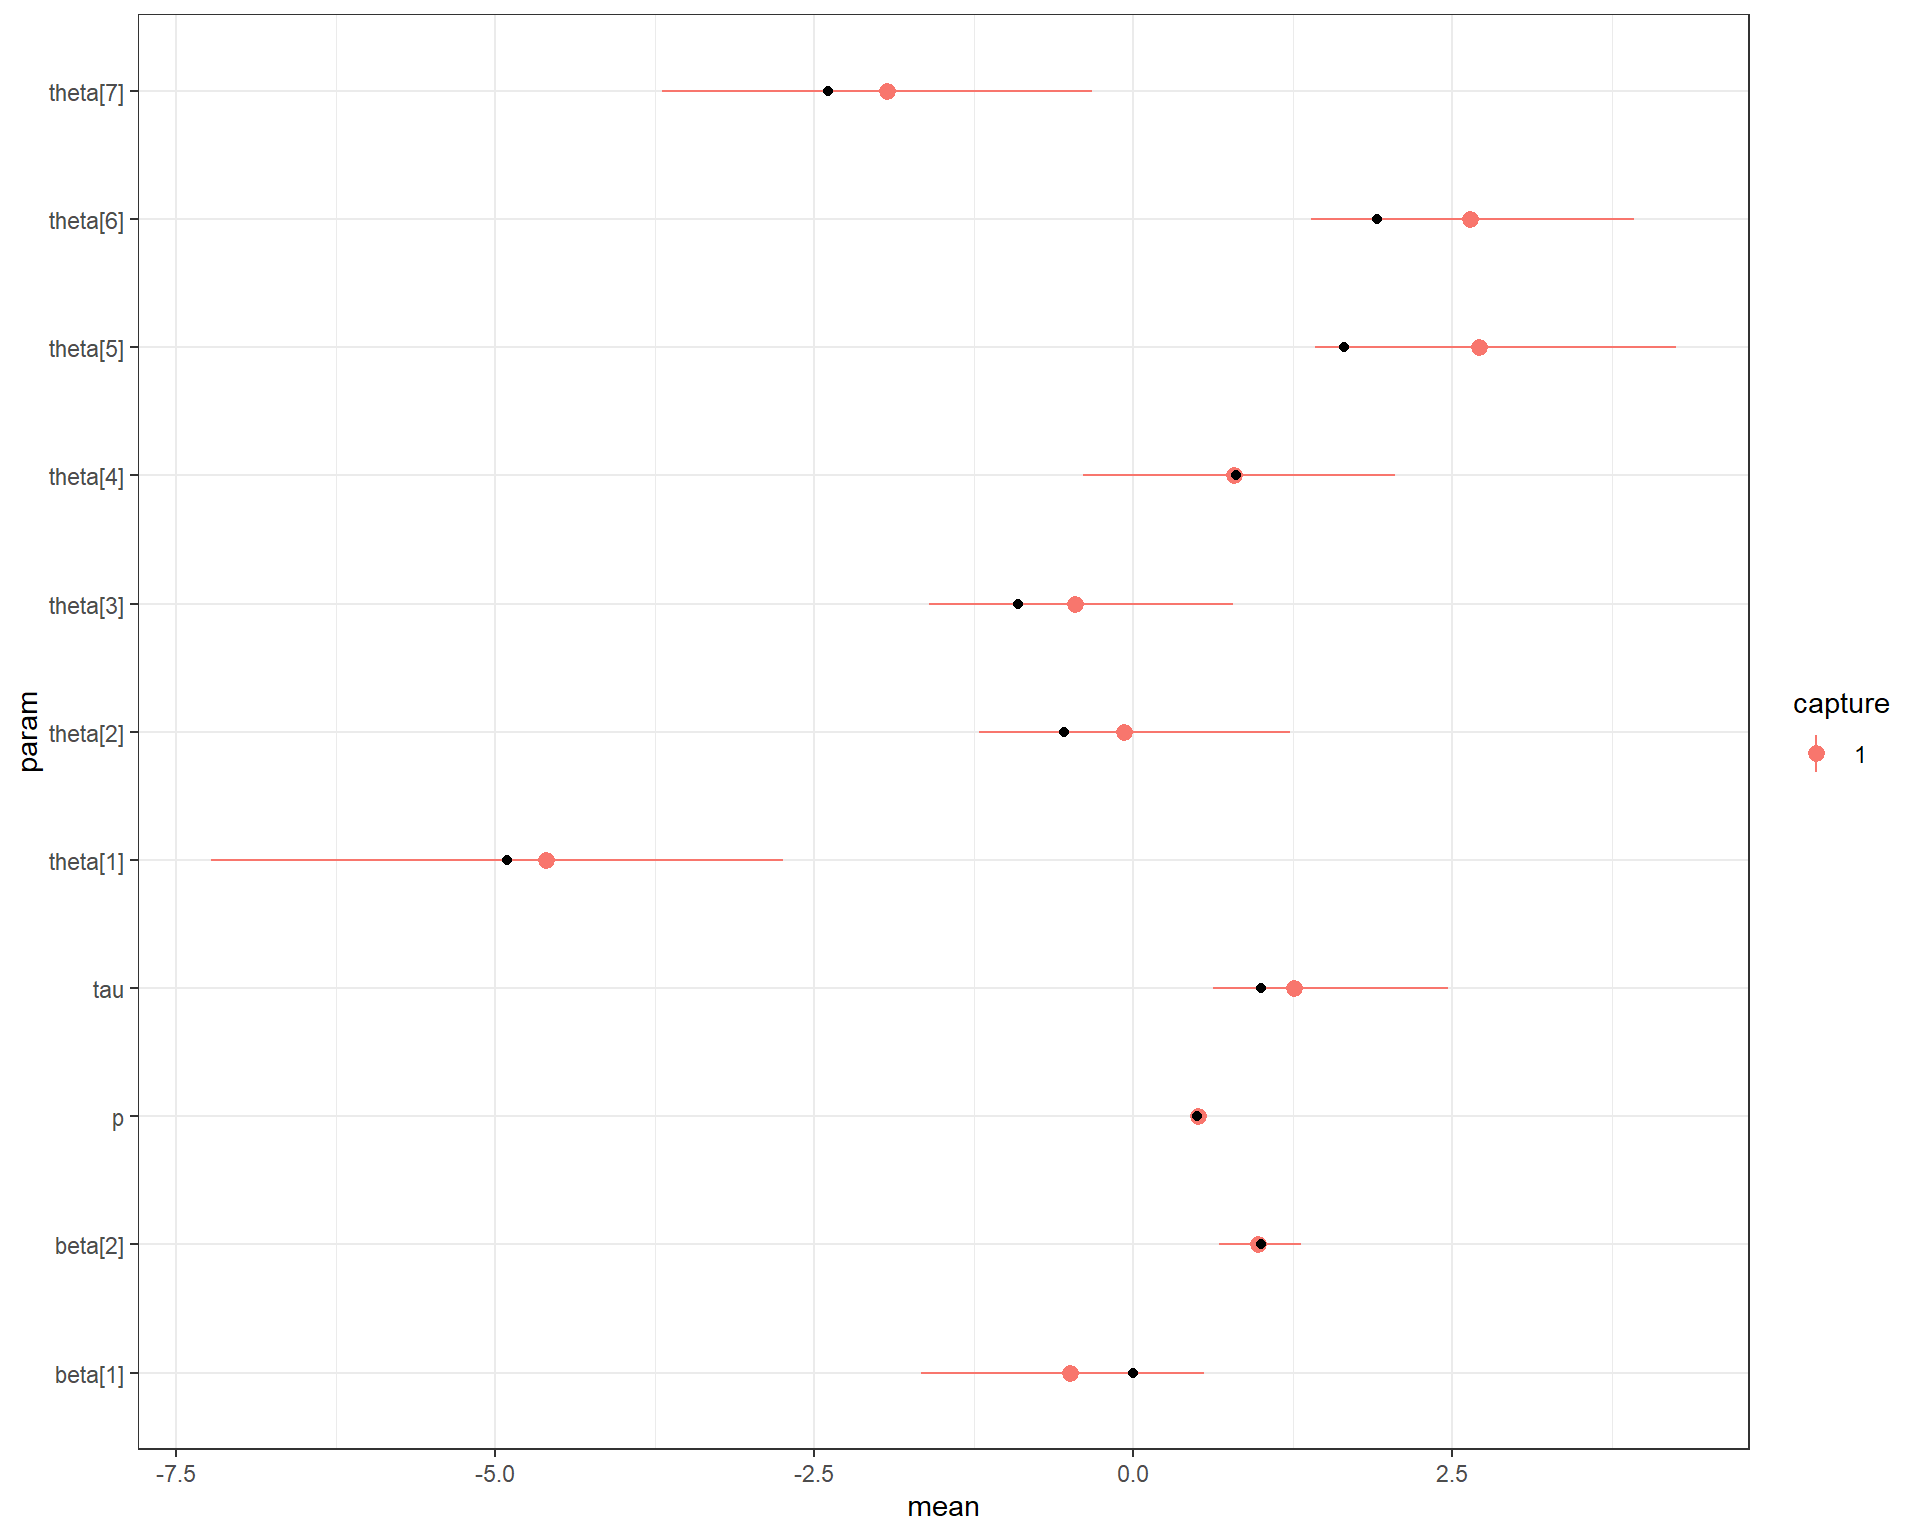 theta[7]
theta[6]
theta[5]
theta[4]
theta[3]
theta[2]
theta[1]
tau
p
beta[2]
beta[1]
param
-7.5 -5.0 -2.5 0.0 2.5
mean
capture
1